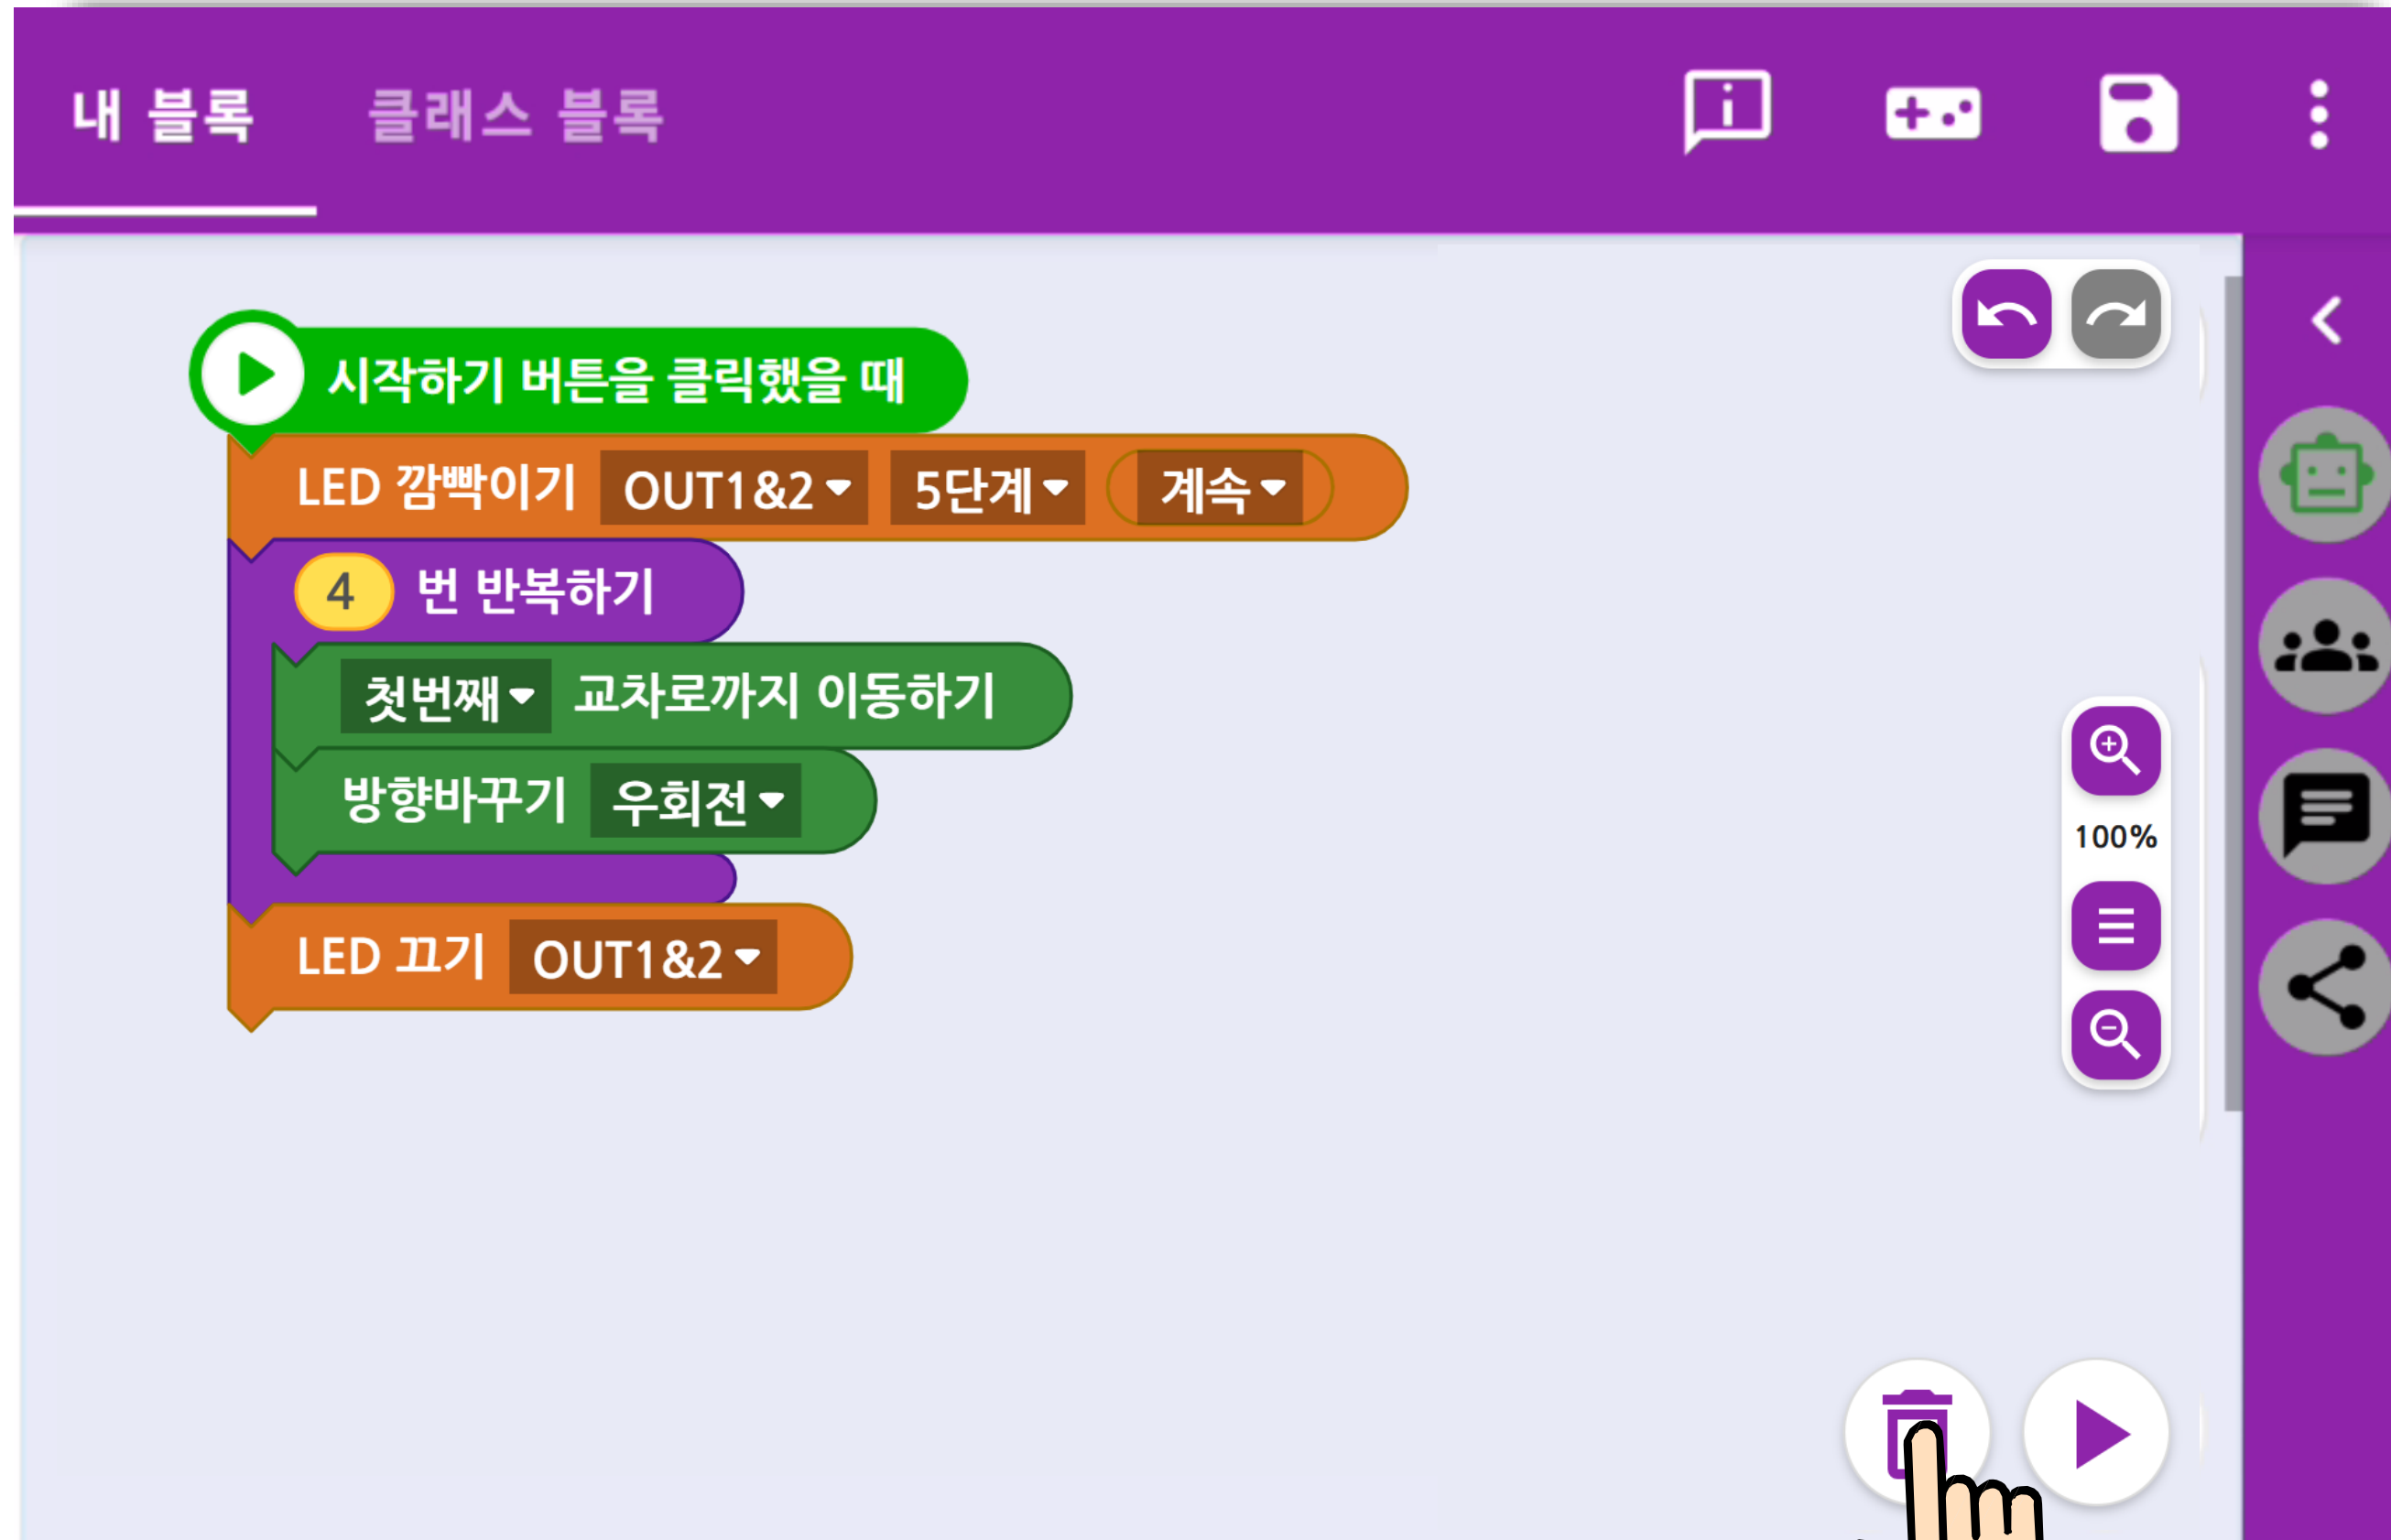 내 블록 클래스 블록
시작하기 버튼을 클릭했을 때
LED 깜빡이기 OUT1&2 5단계 계속
4 번 반복하기
첫번째 교차로까지 이동하기
방향바꾸기 우회전
100%
LED 끄기 OUT1&2